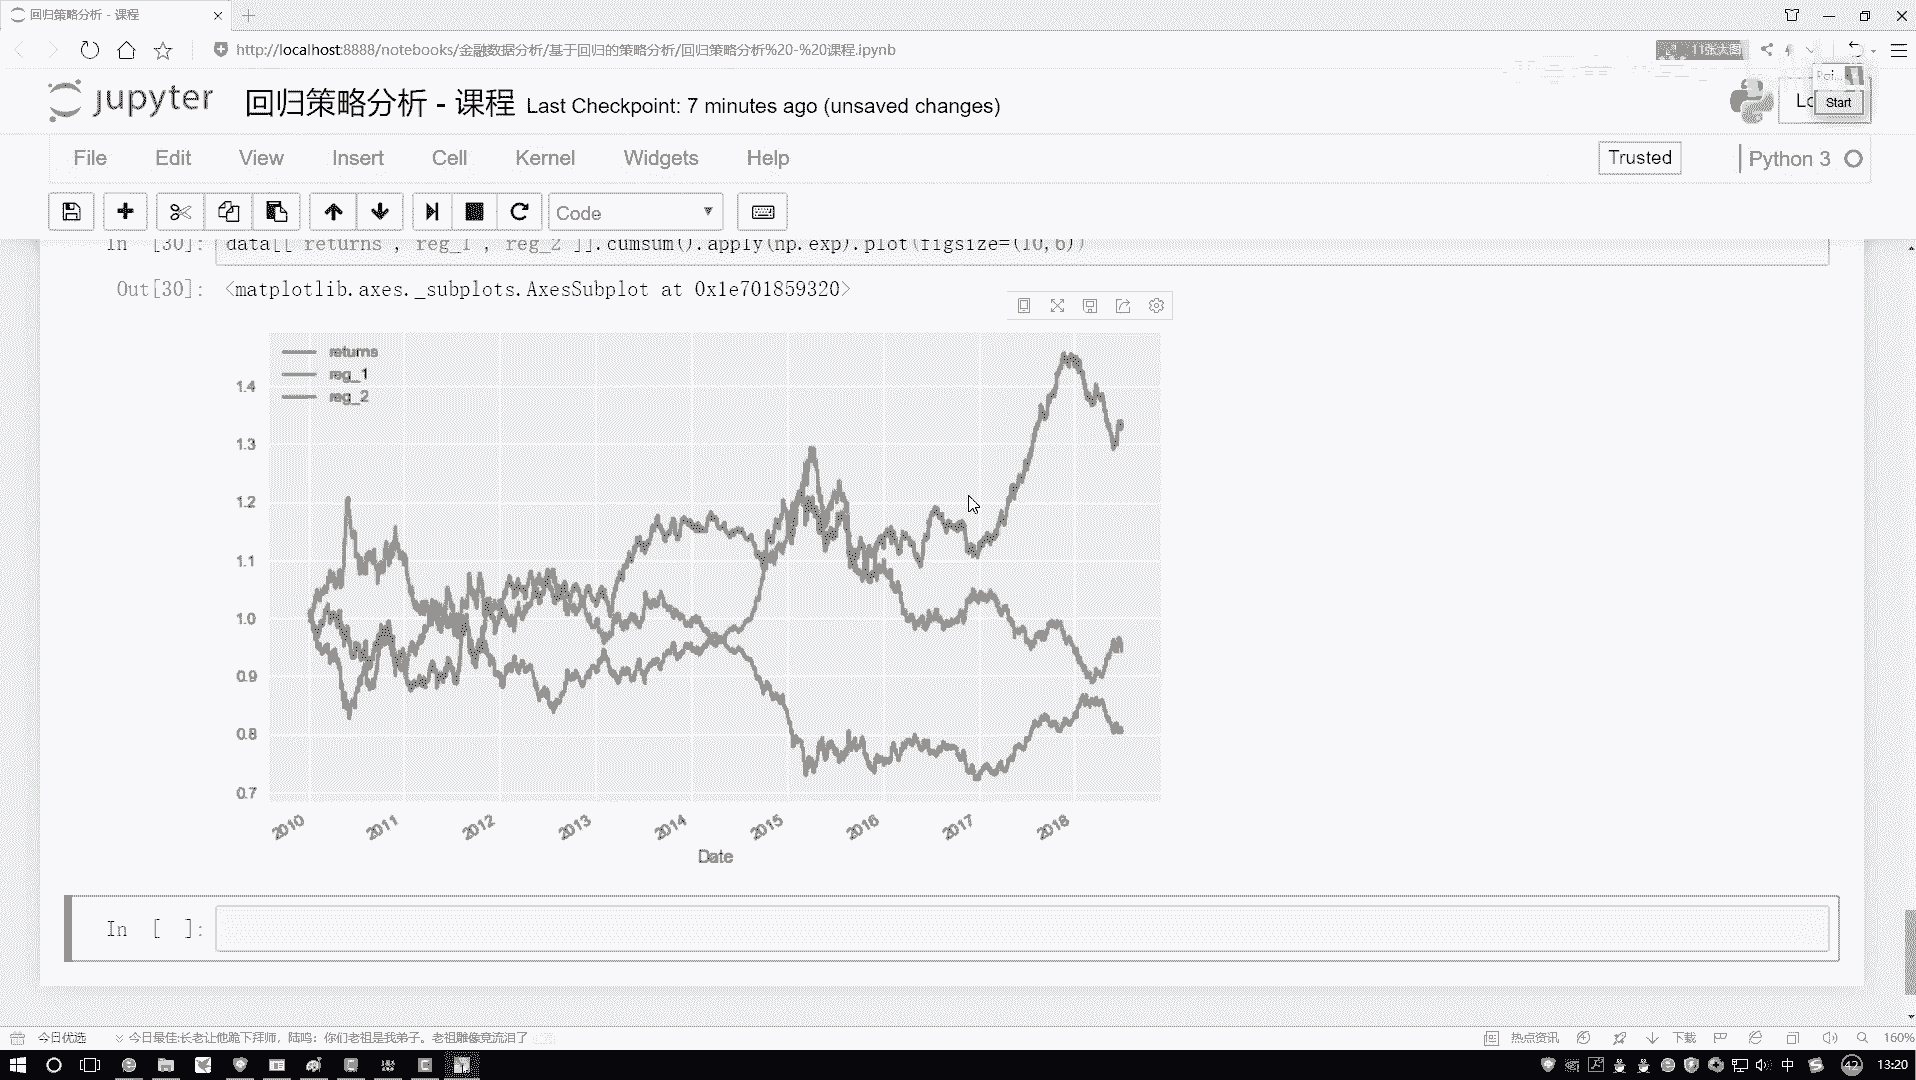 回归策略分析 - 课程
http://localhost:8888/notebooks/金融数据分析/基于回归的策略分析/回归策略分析%20-%20课程.ipynb
11张大图
jupyter
回归策略分析 - 课程 Last Checkpoint: 7 minutes ago (unsaved changes)
Start
File Edit View Insert Cell Kernel Widgets Help
Trusted
Python 3
Code
In [30]: data[['returns', 'reg_1', 'reg_2']].cumsum().apply(np.exp).plot(figsize=(10,6))
Out[30]: <matplotlib.axes._subplots.AxesSubplot at 0x1e701859320>
returns
reg_1
reg_2
1.4
1.3
1.2
1.1
1.0
0.9
0.8
0.7
2010 2011 2012 2013 2014 2015 2016 2017 2018
Date
In [ ]:
今日优选
今日最佳:长老让他跪下拜师，陆鸣：你们老祖是我弟子。老祖雕像竟流泪了
热点资讯
下载
160%
中
42
13:20